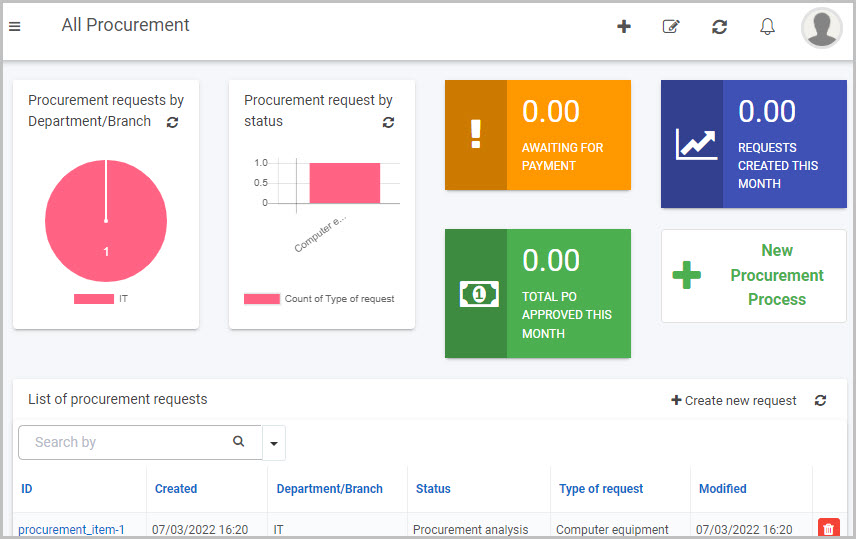 All Procurement
Procurement requests by
Department/Branch
1
IT
Procurement request by
status
1.0
0.5
0
Computer e...
Count of Type of request
0.00
AWAITING FOR
PAYMENT
0.00
REQUESTS
CREATED THIS
MONTH
1
0.00
TOTAL PO
APPROVED THIS
MONTH
New
Procurement
Process
List of procurement requests
Create new request
Search by
ID Created Department/Branch Status Type of request Modified
procurement_item-1 07/03/2022 16:20 IT Procurement analysis Computer equipment 07/03/2022 16:20